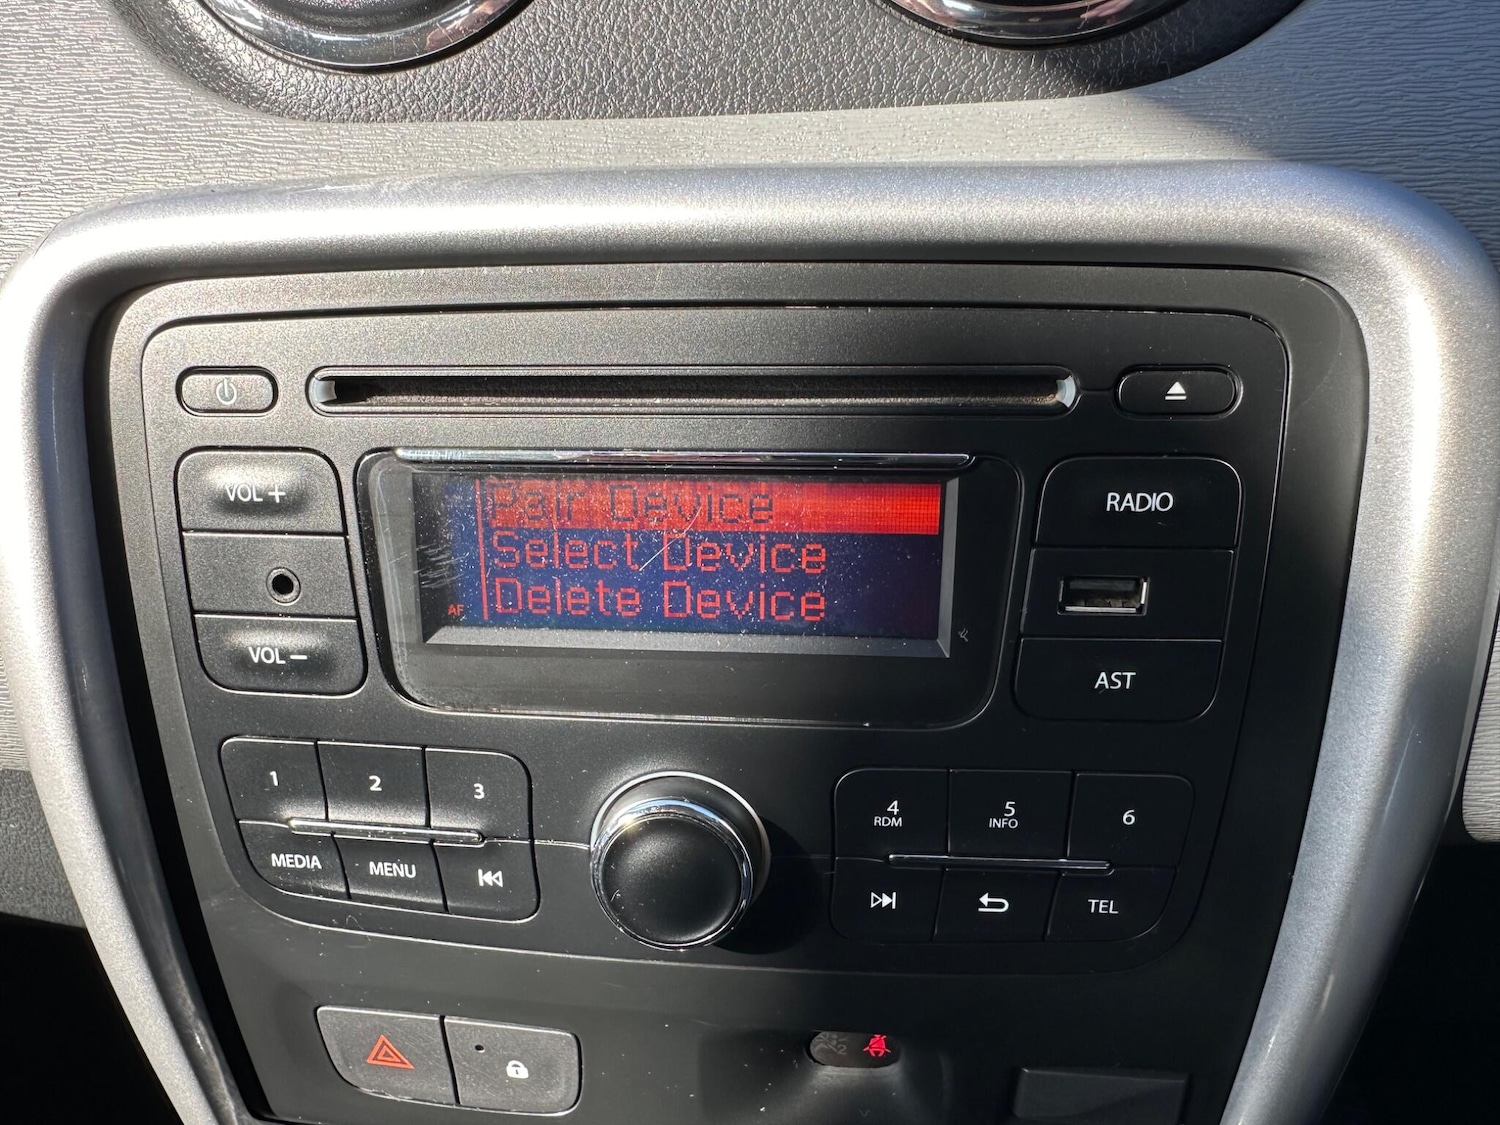 VOL +
VOL –
Pair Device
Select Device
Delete Device
AF
RADIO
AST
1
2
3
MEDIA
MENU
4
RDM
5
INFO
6
TEL